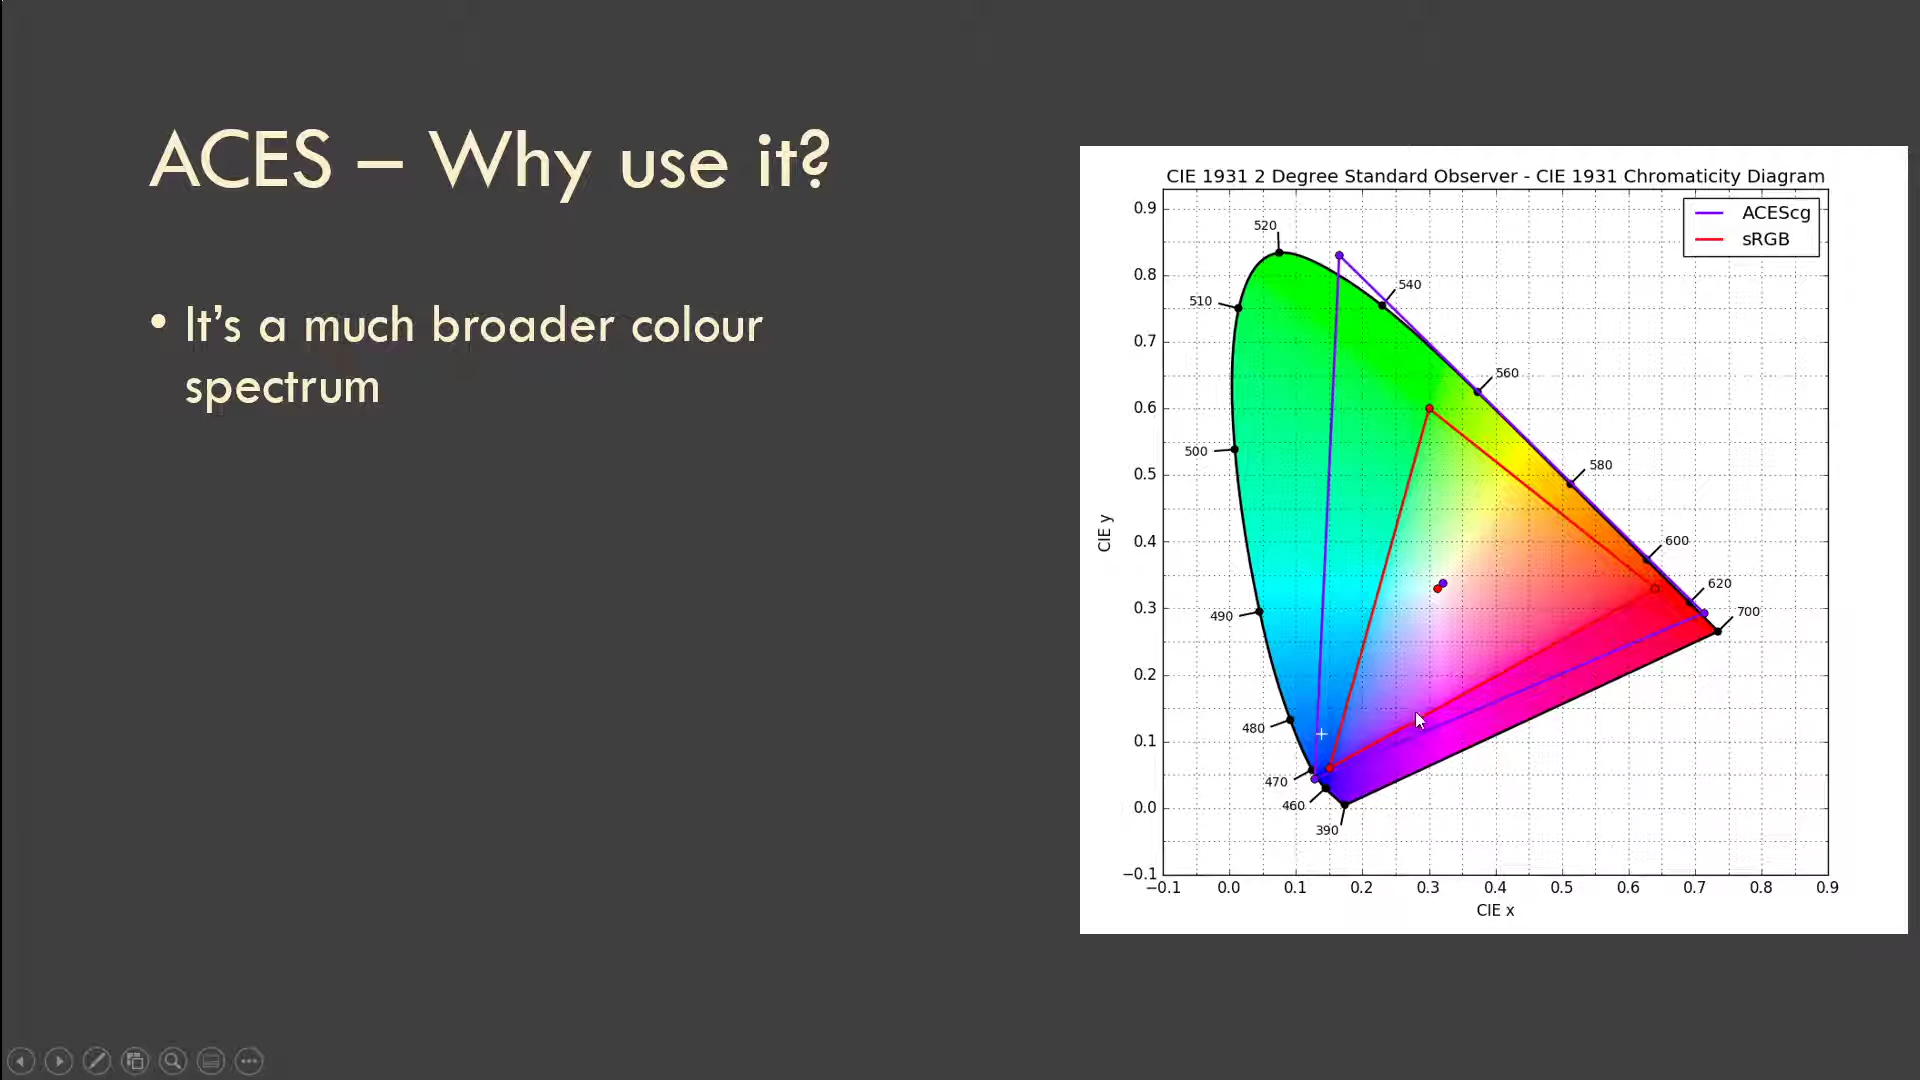 ACES – Why use it?
• It's a much broader colour
spectrum
CIE 1931 2 Degree Standard Observer - CIE 1931 Chromaticity Diagram
ACEScg
sRGB
0.9
0.8
0.7
0.6
0.5
0.4
0.3
0.2
0.1
0.0
−0.1
CIE y
520
510
540
560
500
580
600
620
700
490
480
470
460
390
−0.1 0.0 0.1 0.2 0.3 0.4 0.5 0.6 0.7 0.8 0.9
CIE x